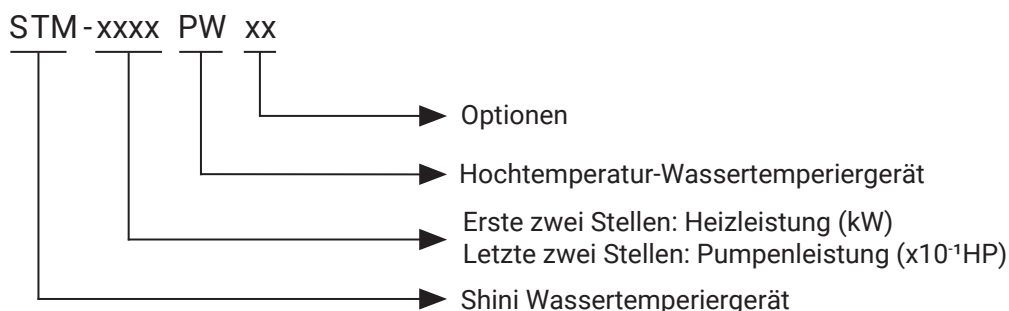 STM-xxxx PW xx
Optionen
Hochtemperatur-Wassertemperiergerät
Erste zwei Stellen: Heizleistung (kW)
Letzte zwei Stellen: Pumpenleistung (x10⁻¹HP)
Shini Wassertemperiergerät